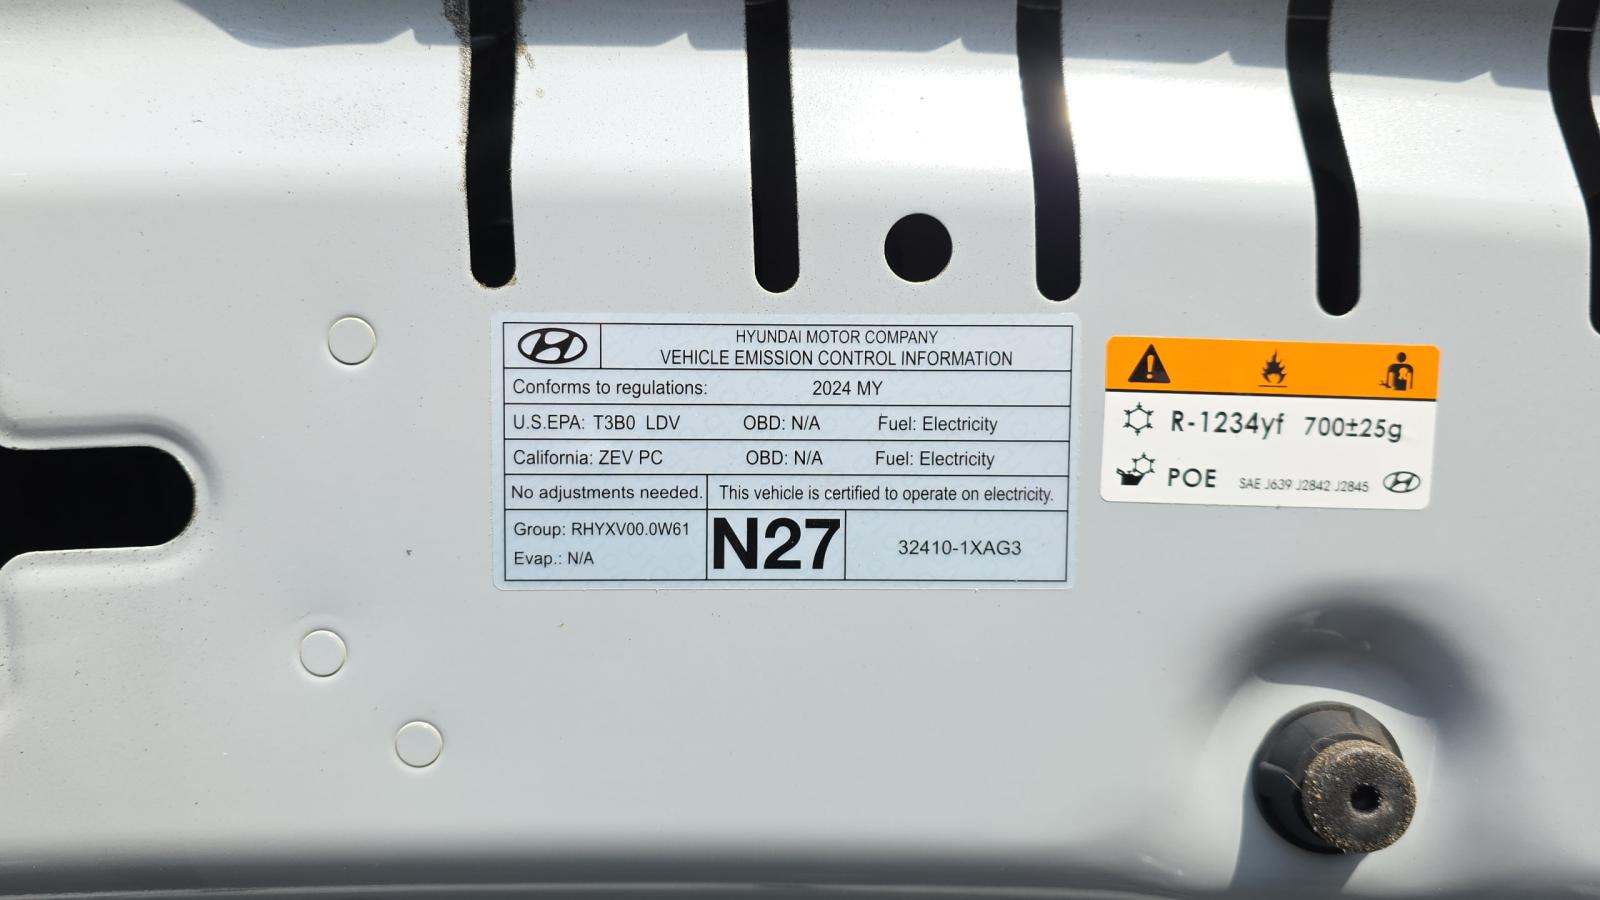 HYUNDAI MOTOR COMPANY
VEHICLE EMISSION CONTROL INFORMATION
Conforms to regulations: 2024 MY
U.S.EPA: T3B0 LDV OBD: N/A Fuel: Electricity
California: ZEV PC OBD: N/A Fuel: Electricity
No adjustments needed. This vehicle is certified to operate on electricity.
Group: RHYXV00.0W61
Evap.: N/A
N27
32410-1XAG3
R-1234yf 700±25g
POE SAE J639 J2842 J2845